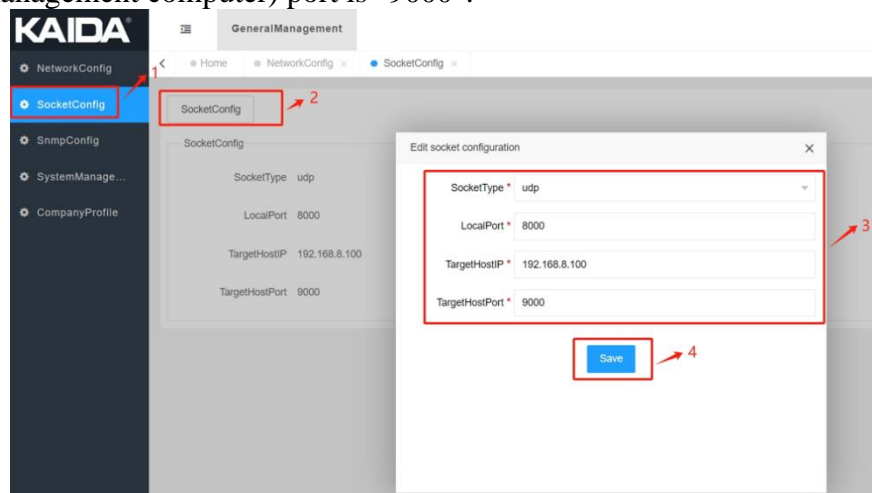 anagement computer) port is "9000".
KAIDA®
GeneralManagement
NetworkConfig
1
Home
NetworkConfig ×
SocketConfig ×
SocketConfig
SocketConfig
2
SnmpConfig
SocketConfig
Edit socket configuration ×
SystemManage...
SocketType udp
SocketType * udp
CompanyProfile
LocalPort 8000
LocalPort * 8000
3
TargetHostIP 192.168.8.100
TargetHostIP * 192.168.8.100
TargetHostPort 9000
TargetHostPort * 9000
Save
4